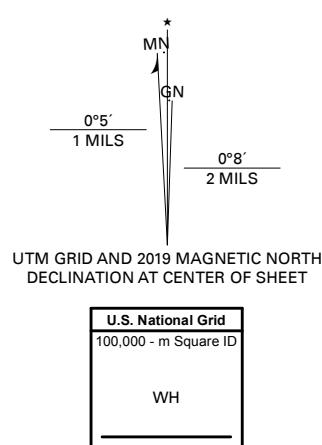 ★
MN
GN
0°5´
1 MILS
0°8´
2 MILS
UTM GRID AND 2019 MAGNETIC NORTH
DECLINATION AT CENTER OF SHEET
U.S. National Grid
100,000 - m Square ID
WH